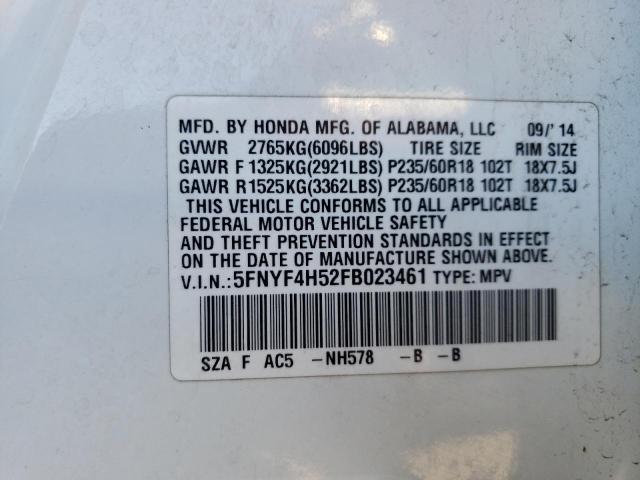 MFD. BY HONDA MFG. OF ALABAMA, LLC 09/'14
GVWR 2765KG(6096LBS) TIRE SIZE RIM SIZE
GAWR F 1325KG(2921LBS) P235/60R18 102T 18X7.5J
GAWR R 1525KG(3362LBS) P235/60R18 102T 18X7.5J
THIS VEHICLE CONFORMS TO ALL APPLICABLE
FEDERAL MOTOR VEHICLE SAFETY
AND THEFT PREVENTION STANDARDS IN EFFECT
ON THE DATE OF MANUFACTURE SHOWN ABOVE.
V.I.N.:5FNYF4H52FB023461 TYPE: MPV
SZA F AC5 -NH578 -B -B